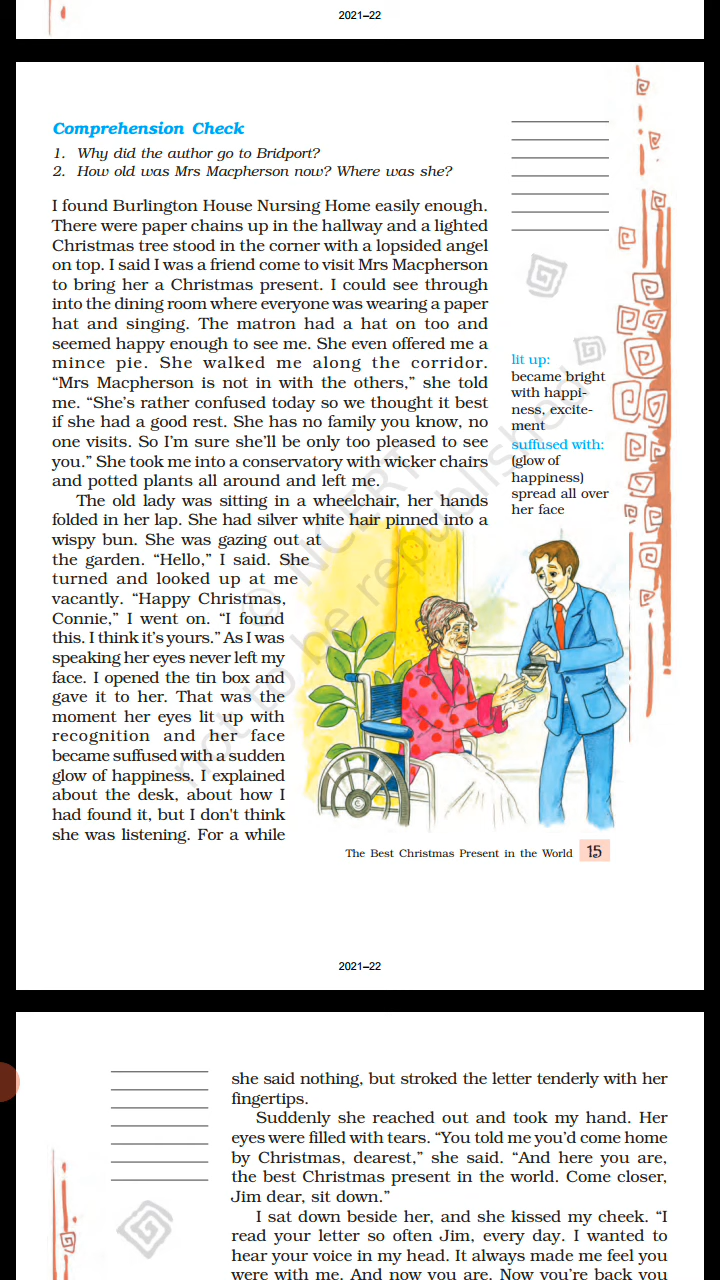 2021–22
Comprehension Check
1. Why did the author go to Bridport?
2. How old was Mrs Macpherson now? Where was she?
I found Burlington House Nursing Home easily enough.
There were paper chains up in the hallway and a lighted
Christmas tree stood in the corner with a lopsided angel
on top. I said I was a friend come to visit Mrs Macpherson
to bring her a Christmas present. I could see through
into the dining room where everyone was wearing a paper
hat and singing. The matron had a hat on too and
seemed happy enough to see me. She even offered me a
mince pie. She walked me along the corridor.
“Mrs Macpherson is not in with the others,” she told
me. “She’s rather confused today so we thought it best
if she had a good rest. She has no family you know, no
one visits. So I’m sure she’ll be only too pleased to see
you.” She took me into a conservatory with wicker chairs
and potted plants all around and left me.
The old lady was sitting in a wheelchair, her hands
folded in her lap. She had silver white hair pinned into a
wispy bun. She was gazing out at
the garden. “Hello,” I said. She
turned and looked up at me
vacantly. “Happy Christmas,
Connie,” I went on. “I found
this. I think it’s yours.” As I was
speaking her eyes never left my
face. I opened the tin box and
gave it to her. That was the
moment her eyes lit up with
recognition and her face
became suffused with a sudden
glow of happiness. I explained
about the desk, about how I
had found it, but I don't think
she was listening. For a while
lit up:
became bright
with happi-
ness, excite-
ment
suffused with:
(glow of
happiness)
spread all over
her face
© NCERT
not to be republished
The Best Christmas Present in the World 15
2021–22
she said nothing, but stroked the letter tenderly with her
fingertips.
Suddenly she reached out and took my hand. Her
eyes were filled with tears. “You told me you’d come home
by Christmas, dearest,” she said. “And here you are,
the best Christmas present in the world. Come closer,
Jim dear, sit down.”
I sat down beside her, and she kissed my cheek. “I
read your letter so often Jim, every day. I wanted to
hear your voice in my head. It always made me feel you
were with me. And now you are. Now you’re back you